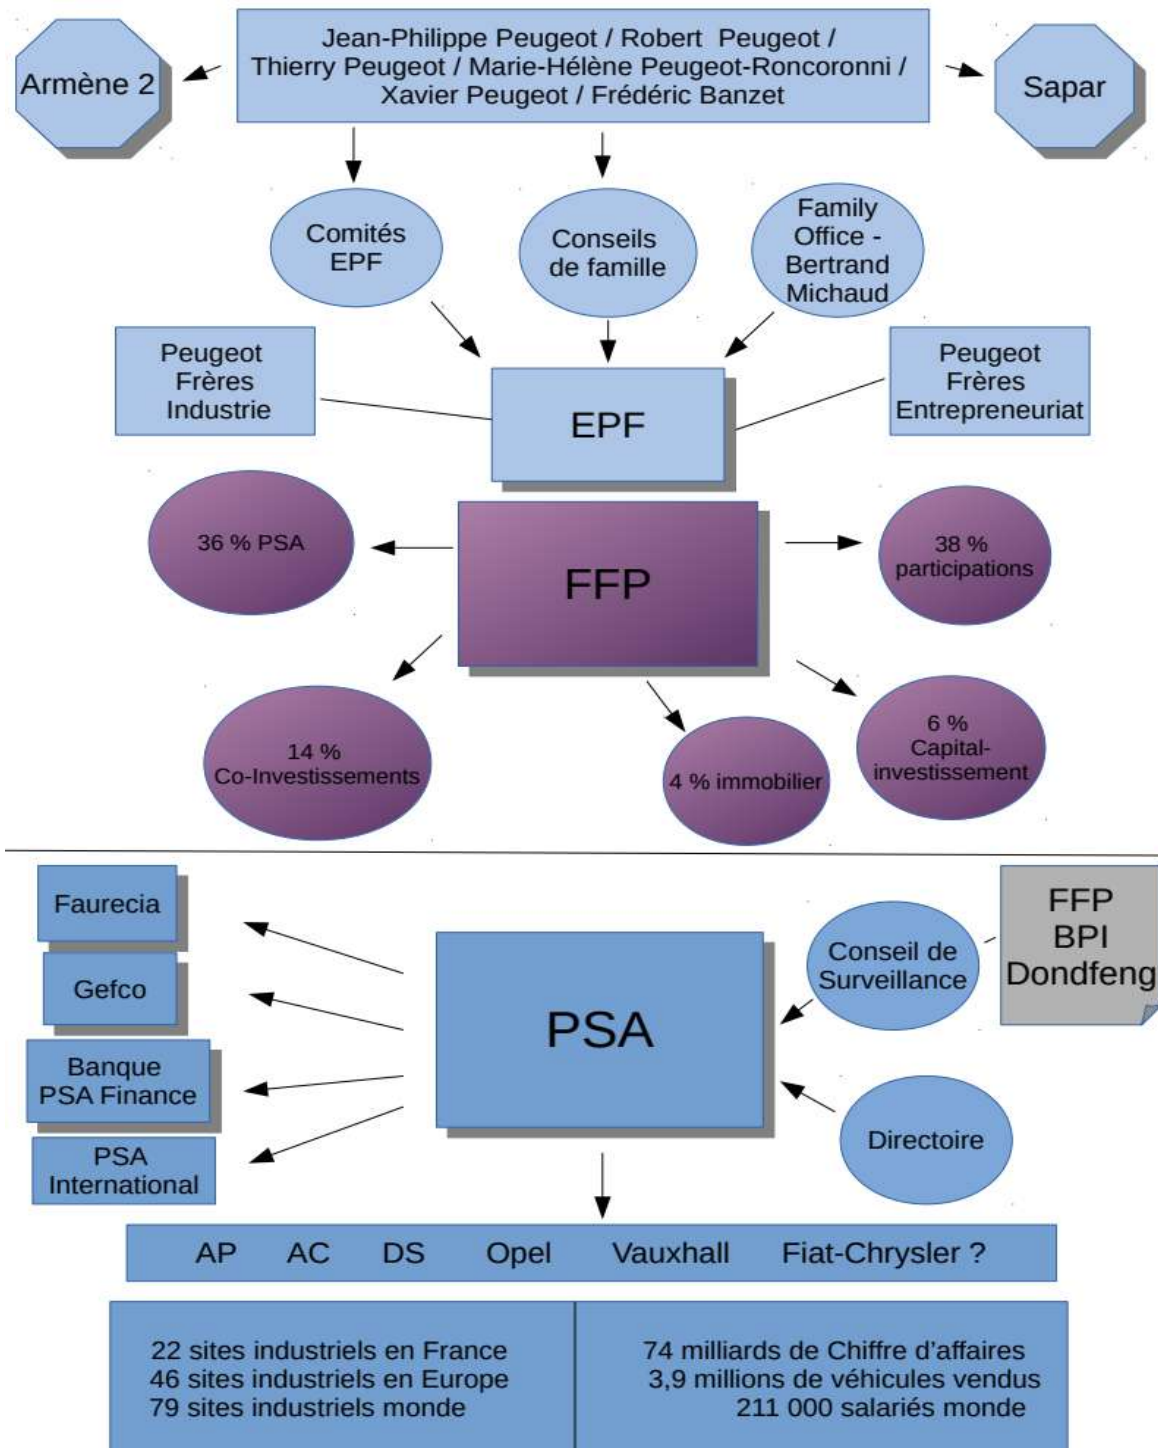 Jean-Philippe Peugeot / Robert  Peugeot /
Thierry Peugeot / Marie-Hélène Peugeot-Roncoronni /
Xavier Peugeot / Frédéric Banzet
Armène 2
Sapar
Comités
EPF
Conseils
de famille
Family
Office -
Bertrand
Michaud
Peugeot
Frères
Industrie
EPF
Peugeot
Frères
Entrepreneuriat
36 % PSA
FFP
38 %
participations
14 %
Co-Investissements
4 % immobilier
6 %
Capital-
investissement
Faurecia
Gefco
Banque
PSA Finance
PSA
International
PSA
Conseil de
Surveillance
FFP
BPI
Dondfeng
Directoire
AP AC DS Opel Vauxhall Fiat-Chrysler ?
22 sites industriels en France
46 sites industriels en Europe
79 sites industriels monde
74 milliards de Chiffre d'affaires
3,9 millions de véhicules vendus
211 000 salariés monde